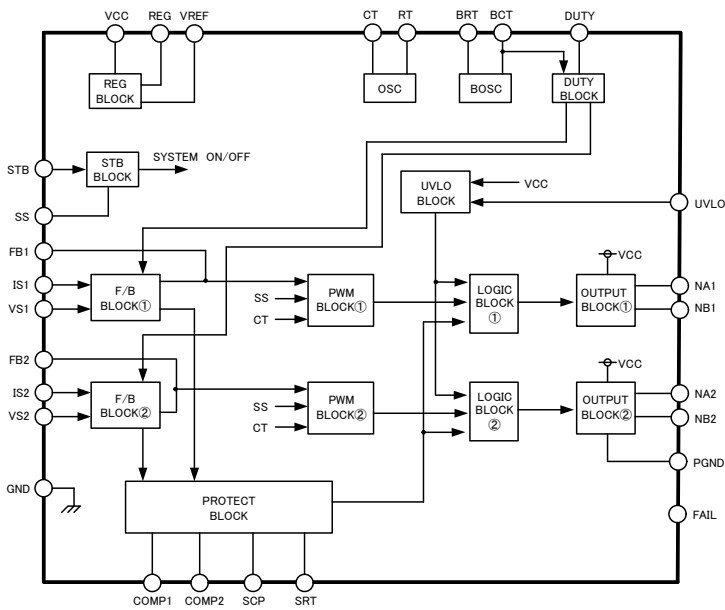 VCC REG VREF CT RT BRT BCT DUTY
REG
BLOCK
OSC
BOSC
DUTY
BLOCK
STB
STB
BLOCK
SYSTEM ON/OFF
SS
UVLO
BLOCK
VCC
UVLO
FB1
IS1
VS1
F/B
BLOCK①
SS
CT
PWM
BLOCK①
LOGIC
BLOCK
①
VCC
OUTPUT
BLOCK①
NA1
NB1
FB2
IS2
VS2
F/B
BLOCK②
SS
CT
PWM
BLOCK②
LOGIC
BLOCK
②
VCC
OUTPUT
BLOCK②
NA2
NB2
PGND
GND
PROTECT
BLOCK
FAIL
COMP1 COMP2 SCP SRT